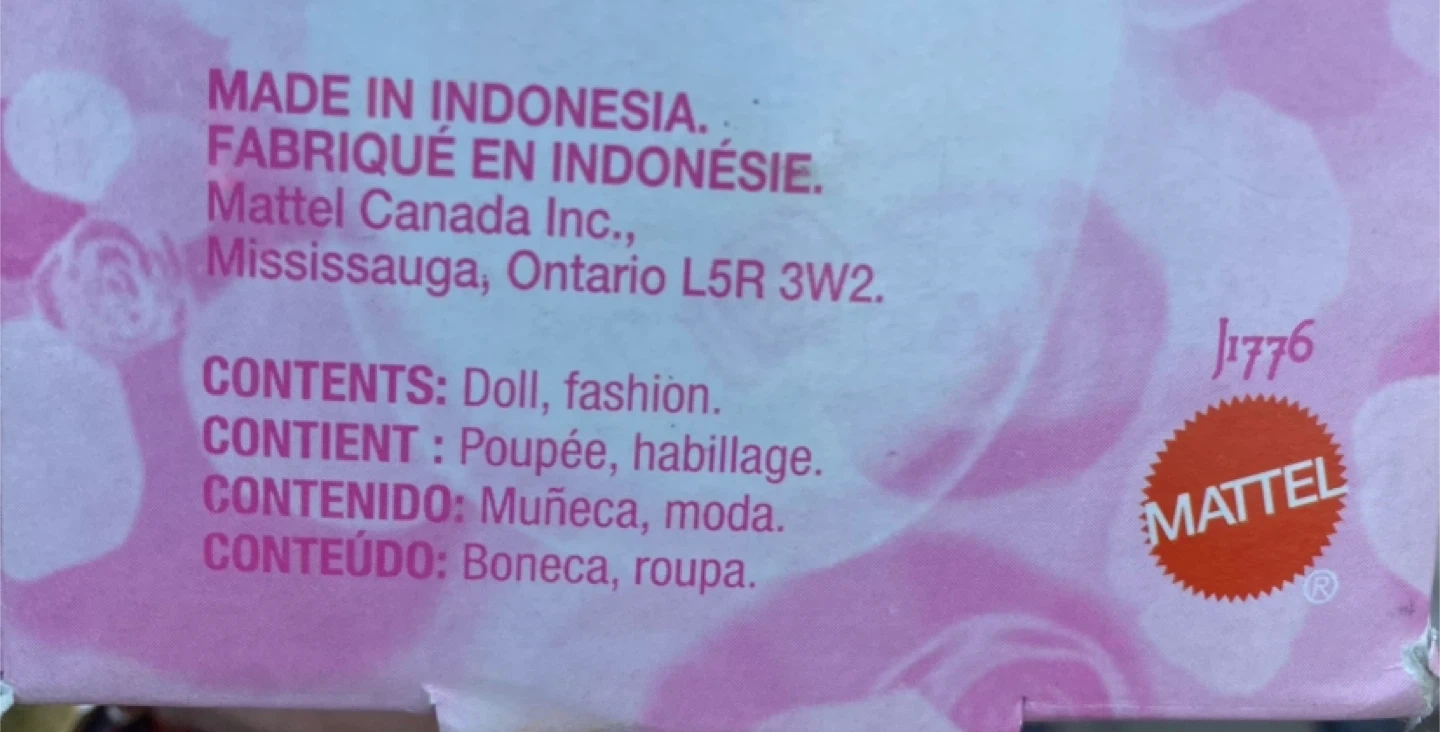 MADE IN INDONESIA.
FABRIQUÉ EN INDONÉSIE.
Mattel Canada Inc.,
Mississauga, Ontario L5R 3W2.
CONTENTS: Doll, fashion.
CONTIENT : Poupée, habillage.
CONTENIDO: Muñeca, moda.
CONTEÚDO: Boneca, roupa.
J1776
MATTEL
®